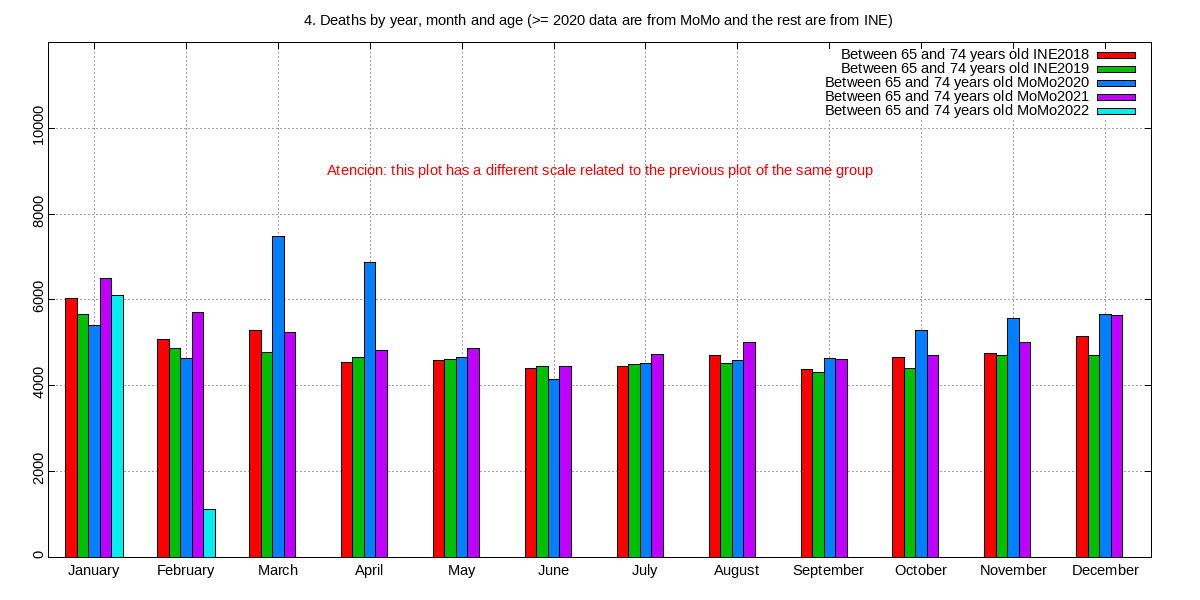 4. Deaths by year, month and age (>= 2020 data are from MoMo and the rest are from INE)
Between 65 and 74 years old INE2018
Between 65 and 74 years old INE2019
Between 65 and 74 years old MoMo2020
Between 65 and 74 years old MoMo2021
Between 65 and 74 years old MoMo2022
Atencion: this plot has a different scale related to the previous plot of the same group
10000
8000
6000
4000
2000
0
January February March April May June July August September October November December